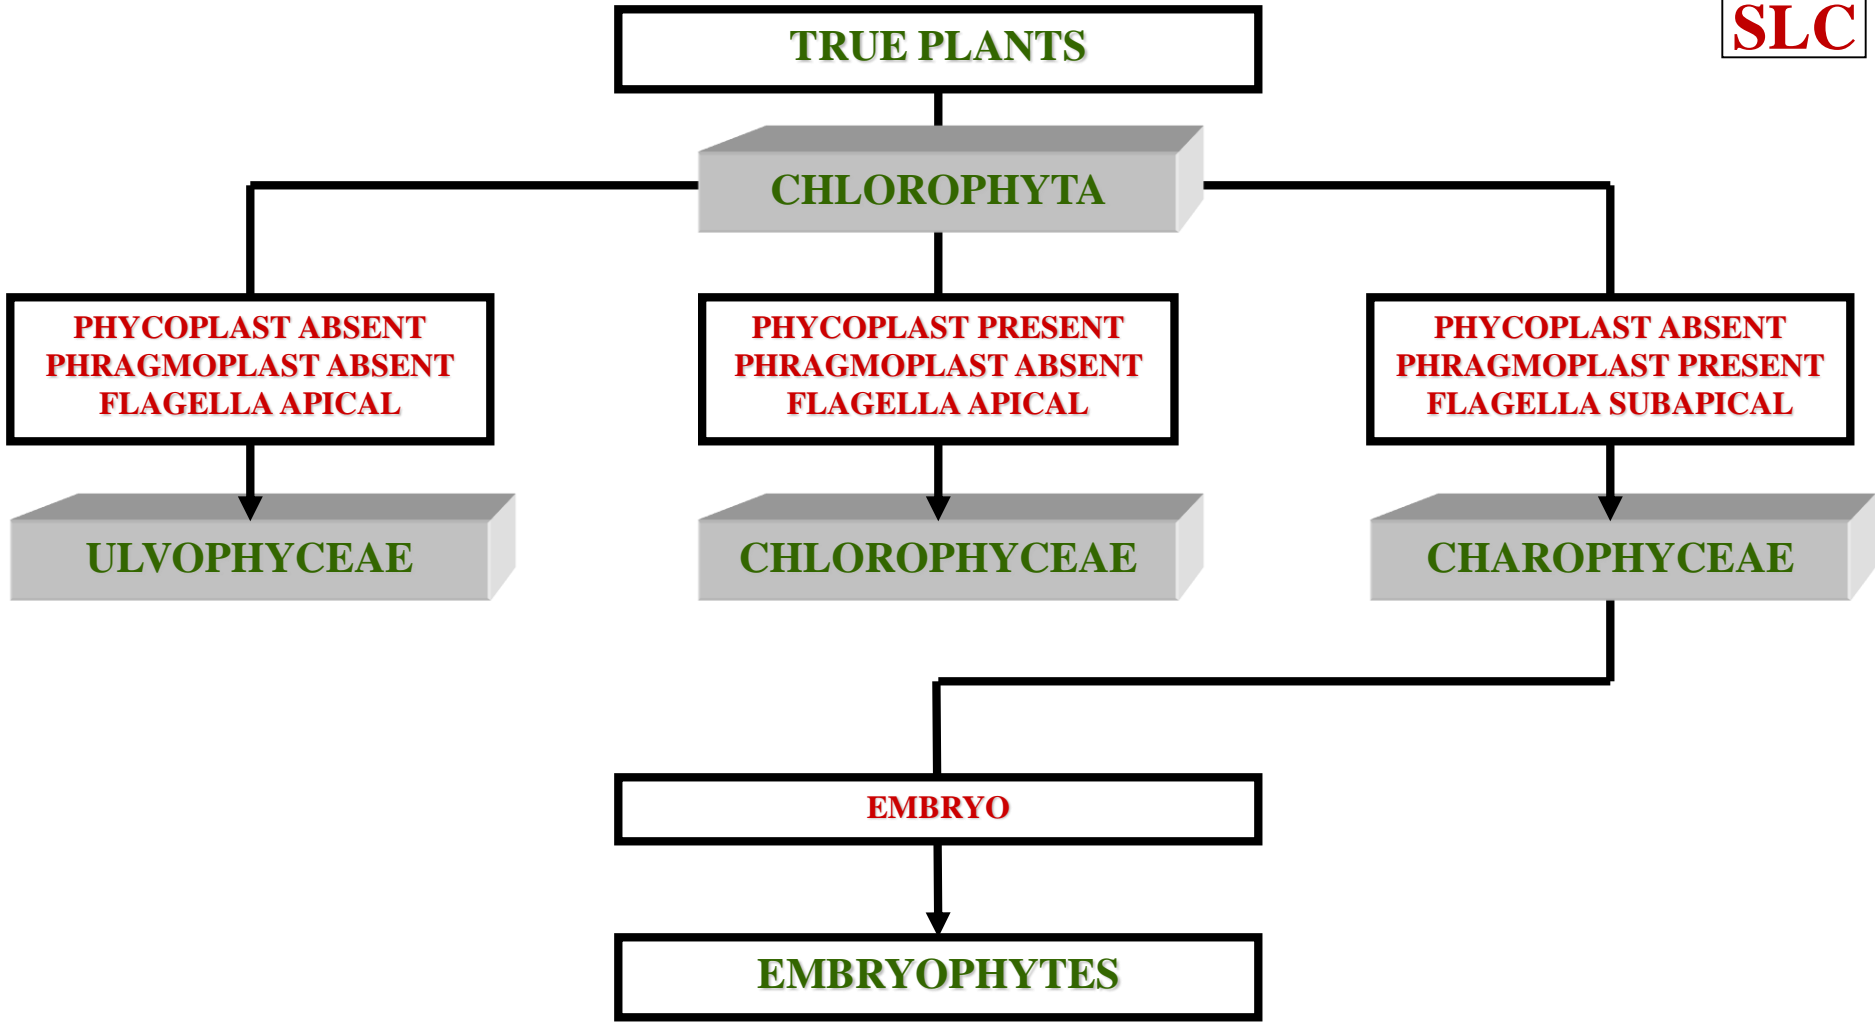 SLC
TRUE PLANTS
CHLOROPHYTA
PHYCOPLAST ABSENT
PHRAGMOPLAST ABSENT
FLAGELLA APICAL
PHYCOPLAST PRESENT
PHRAGMOPLAST ABSENT
FLAGELLA APICAL
PHYCOPLAST ABSENT
PHRAGMOPLAST PRESENT
FLAGELLA SUBAPICAL
ULVOPHYCEAE
CHLOROPHYCEAE
CHAROPHYCEAE
EMBRYO
EMBRYOPHYTES